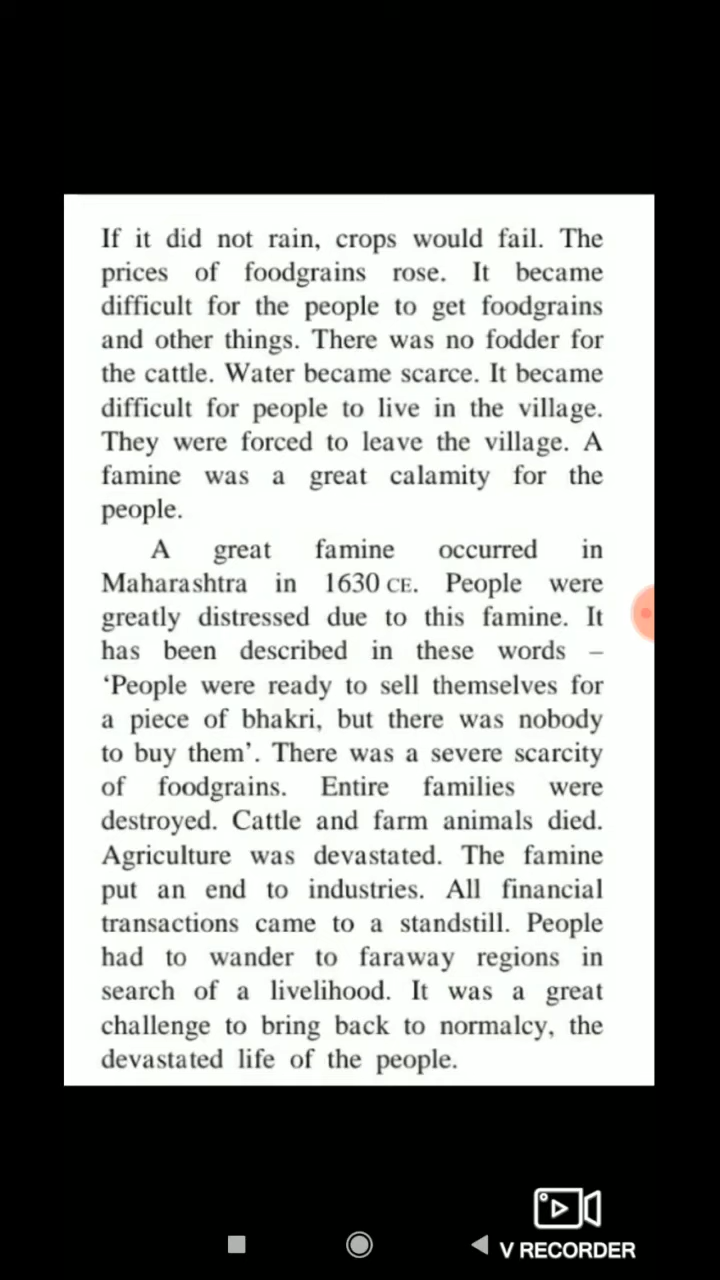 If it did not rain, crops would fail. The
prices of foodgrains rose. It became
difficult for the people to get foodgrains
and other things. There was no fodder for
the cattle. Water became scarce. It became
difficult for people to live in the village.
They were forced to leave the village. A
famine was a great calamity for the
people.
A great famine occurred in
Maharashtra in 1630 CE. People were
greatly distressed due to this famine. It
has been described in these words –
‘People were ready to sell themselves for
a piece of bhakri, but there was nobody
to buy them’. There was a severe scarcity
of foodgrains. Entire families were
destroyed. Cattle and farm animals died.
Agriculture was devastated. The famine
put an end to industries. All financial
transactions came to a standstill. People
had to wander to faraway regions in
search of a livelihood. It was a great
challenge to bring back to normalcy, the
devastated life of the people.
V RECORDER